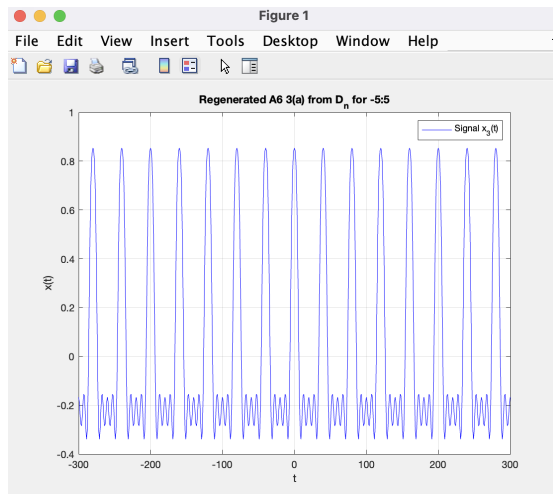 Figure 1
File Edit View Insert Tools Desktop Window Help
Regenerated A6 3(a) from D_n for -5:5
Signal x_3(t)
1
0.8
0.6
0.4
0.2
0
-0.2
-0.4
x(t)
-300 -200 -100 0 100 200 300
t